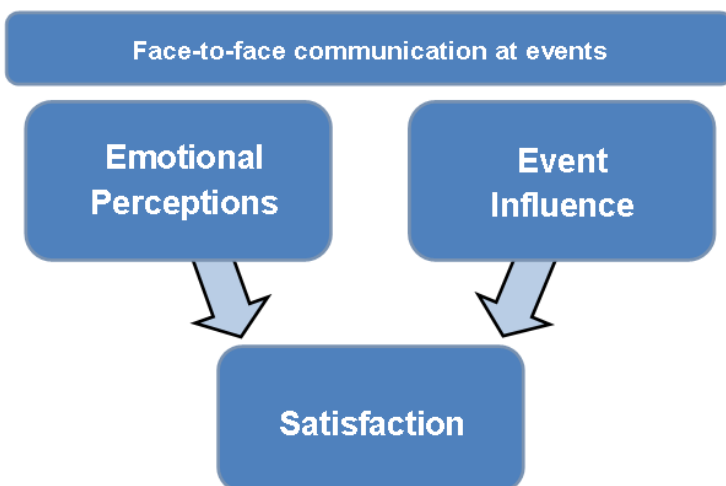 Face-to-face communication at events
Emotional
Perceptions
Event
Influence
Satisfaction